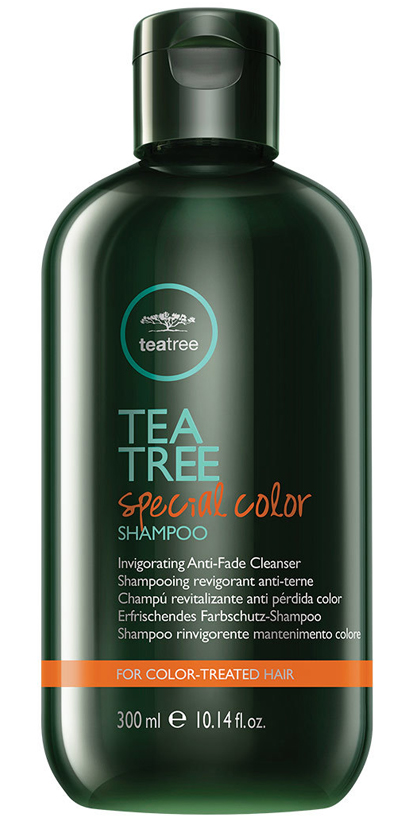 teatree
TEA
TREE
special color
SHAMPOO
Invigorating Anti-Fade Cleanser
Shampooing revigorant anti-terne
Champú revitalizante anti pérdida color
Erfrischendes Farbschutz-Shampoo
Shampoo rinvigorente mantenimento colore
FOR COLOR-TREATED HAIR
300 ml ℮ 10.14 fl.oz.